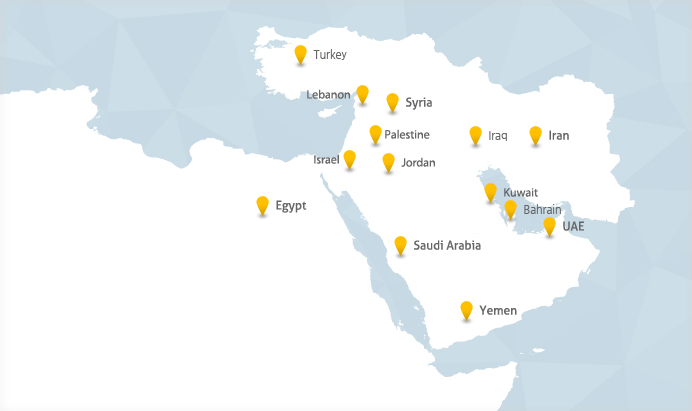 Turkey
Lebanon
Syria
Palestine
Iraq
Iran
Israel
Jordan
Kuwait
Egypt
Bahrain
UAE
Saudi Arabia
Yemen